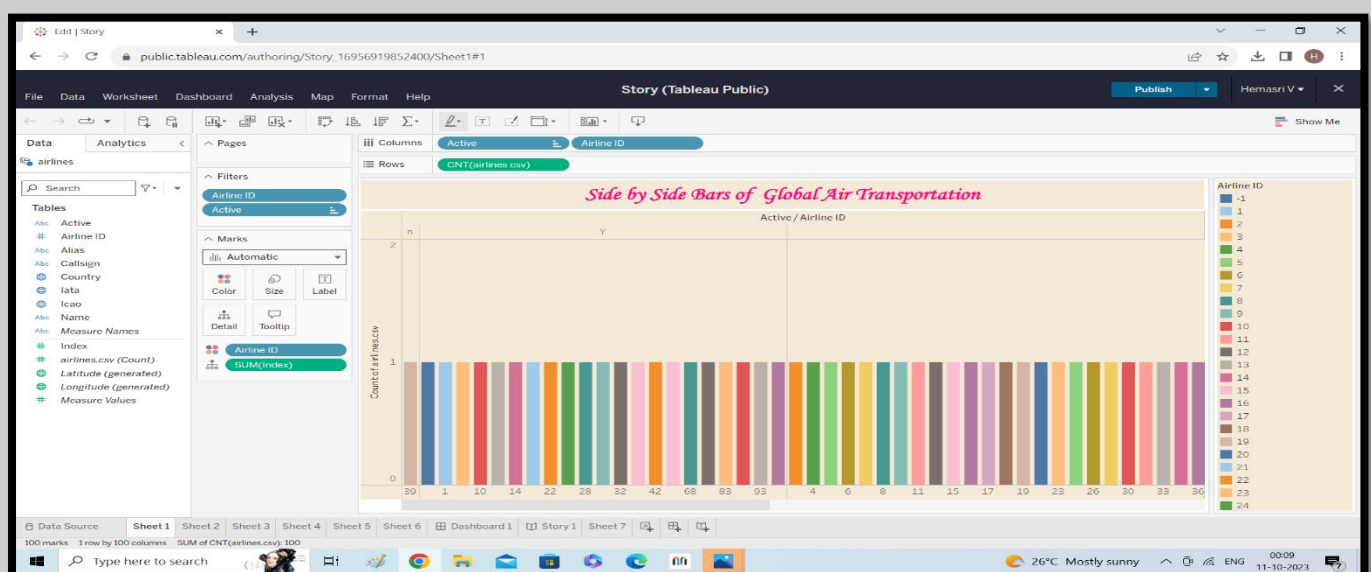 Edit | Story
public.tableau.com/authoring/Story_16956919852400/Sheet1#1
H
Story (Tableau Public)
File Data Worksheet Dashboard Analysis Map Format Help
Publish
Hemasri V
Show Me
Data Analytics
Pages
Columns Active Airline ID
airlines
Rows CNT(airlines.csv)
Search
Filters
Airline ID
Active
Tables
Abc Active
# Airline ID
Abc Alias
Abc Callsign
Country
Iata
Icao
Abc Name
Abc Measure Names
# Index
# airlines.csv (Count)
Latitude (generated)
Longitude (generated)
# Measure Values
Marks
Automatic
Color Size Label
Detail Tooltip
Airline ID
SUM(Index)
Side by Side Bars of Global Air Transportation
Active / Airline ID
n Y
2
1
0
Count of airlines.csv
39 1 10 14 22 28 32 42 68 83 93 4 6 8 11 15 17 19 23 26 30 33 36
Airline ID
-1
1
2
3
4
5
6
7
8
9
10
11
12
13
14
15
16
17
18
19
20
21
22
23
24
Data Source Sheet 1 Sheet 2 Sheet 3 Sheet 4 Sheet 5 Sheet 6 Dashboard 1 Story 1 Sheet 7
100 marks 1 row by 100 columns SUM of CNT(airlines.csv): 100
Type here to search
26°C Mostly sunny
ENG
00:09
11-10-2023